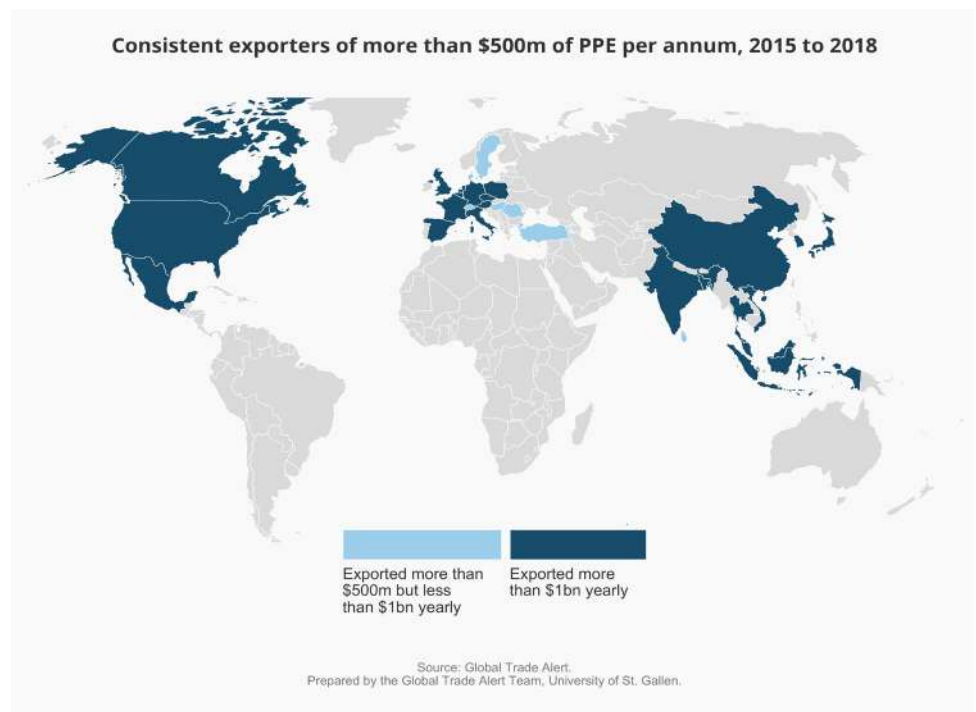 Consistent exporters of more than $500m of PPE per annum, 2015 to 2018
Exported more than
$500m but less
than $1bn yearly
Exported more
than $1bn yearly
Source: Global Trade Alert.
Prepared by the Global Trade Alert Team, University of St. Gallen.